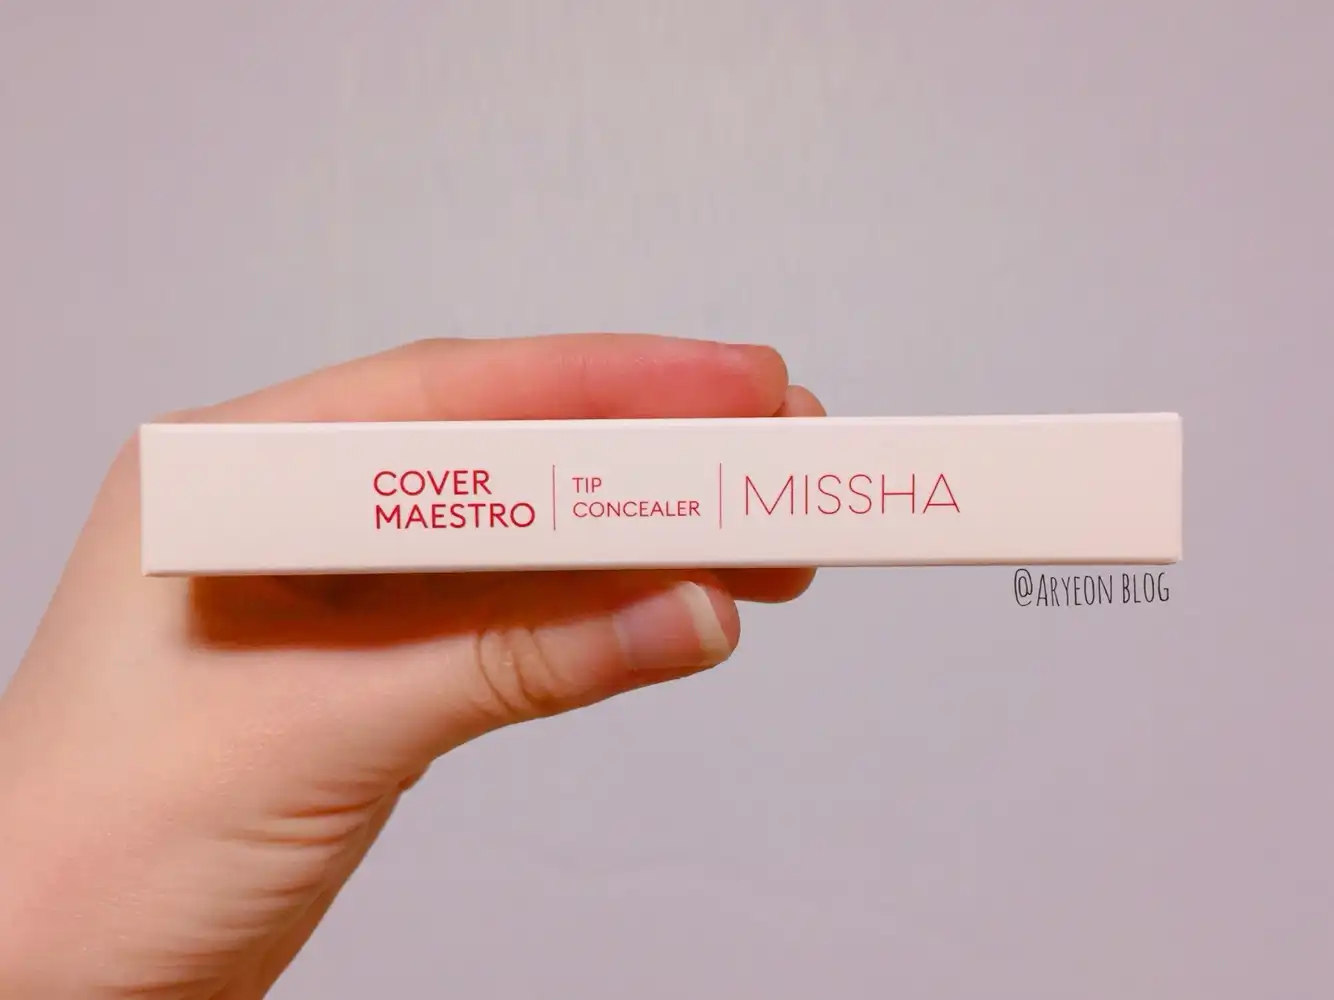 COVER
MAESTRO
TIP
CONCEALER
MISSHA
@ARYEON BLOG